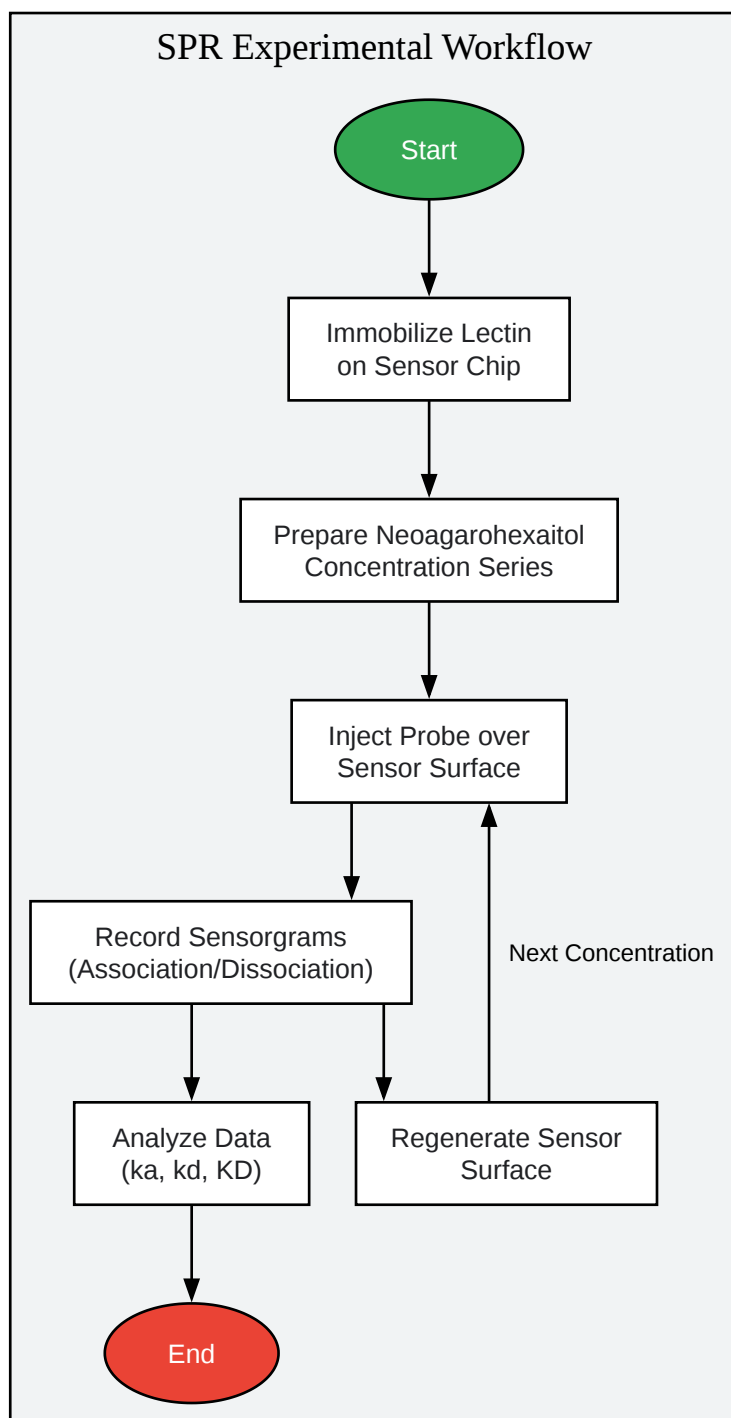 SPR Experimental Workflow
Start
Immobilize Lectin
on Sensor Chip
Prepare Neoagarohexaitol
Concentration Series
Inject Probe over
Sensor Surface
Record Sensorgrams
(Association/Dissociation)
Next Concentration
Analyze Data
(ka, kd, KD)
Regenerate Sensor
Surface
End